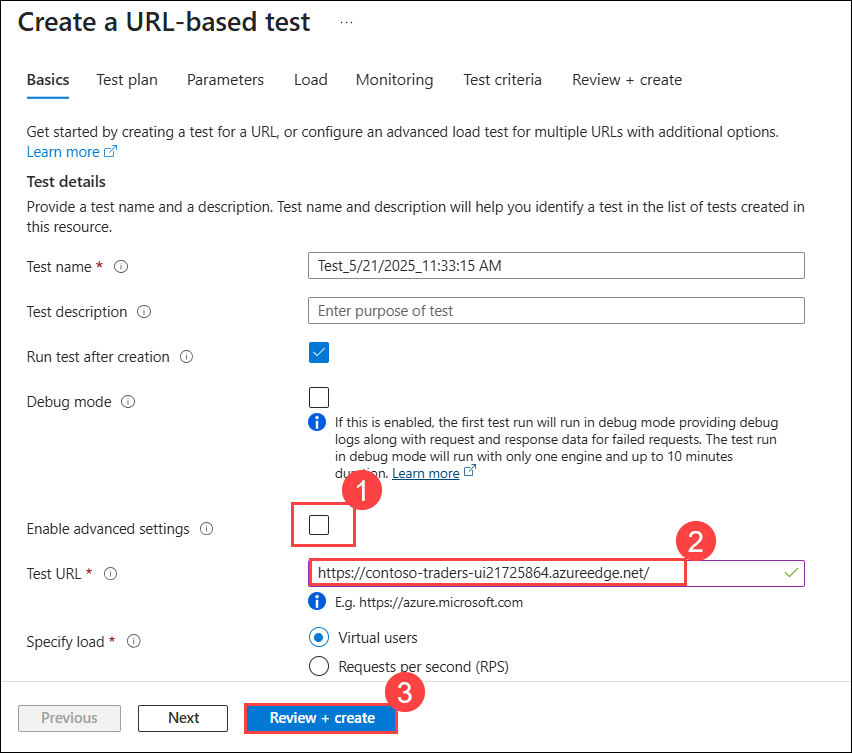 Create a URL-based test ...
Basics Test plan Parameters Load Monitoring Test criteria Review + create
Get started by creating a test for a URL, or configure an advanced load test for multiple URLs with additional options.
Learn more
Test details
Provide a test name and a description. Test name and description will help you identify a test in the list of tests created in
this resource.
Test name * Test_5/21/2025_11:33:15 AM
Test description Enter purpose of test
Run test after creation
Debug mode
If this is enabled, the first test run will run in debug mode providing debug
logs along with request and response data for failed requests. The test run
in debug mode will run with only one engine and up to 10 minutes
duration. Learn more
1
Enable advanced settings
2
Test URL * https://contoso-traders-ui21725864.azureedge.net/
E.g. https://azure.microsoft.com
Specify load * Virtual users
Requests per second (RPS)
3
Previous Next Review + create